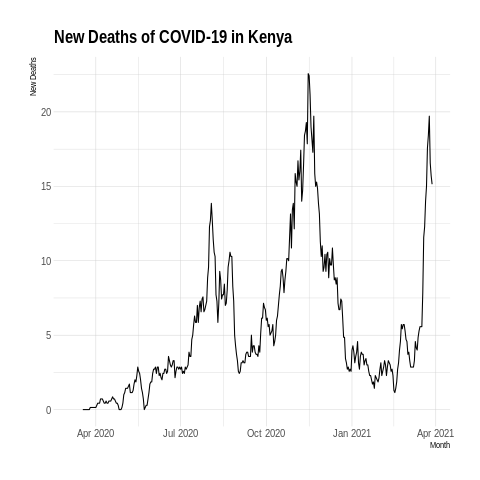 New Deaths of COVID-19 in Kenya
New Deaths
20
15
10
5
0
Apr 2020
Jul 2020
Oct 2020
Jan 2021
Apr 2021
Month